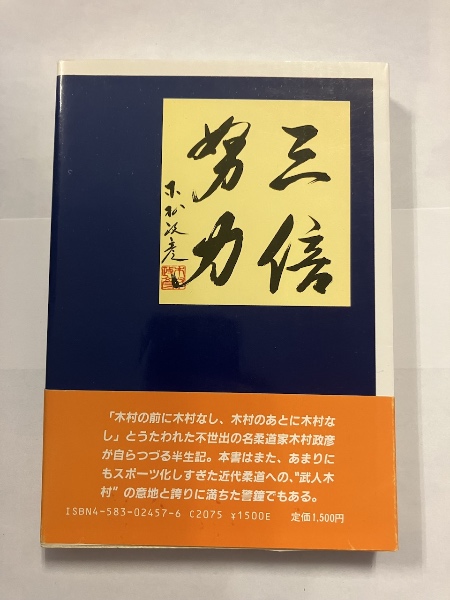 三倍
努力
木村政彦
「木村の前に木村なし、木村のあとに木村な
し」とうたわれた不世出の名柔道家木村政彦
が自らつづる半生記。本書はまた、あまりに
もスポーツ化しすぎた近代柔道への、"武人木
村"の意地と誇りに満ちた警鐘でもある。
ISBN4-583-02457-6 C2075 ¥1500E 定価1,500円